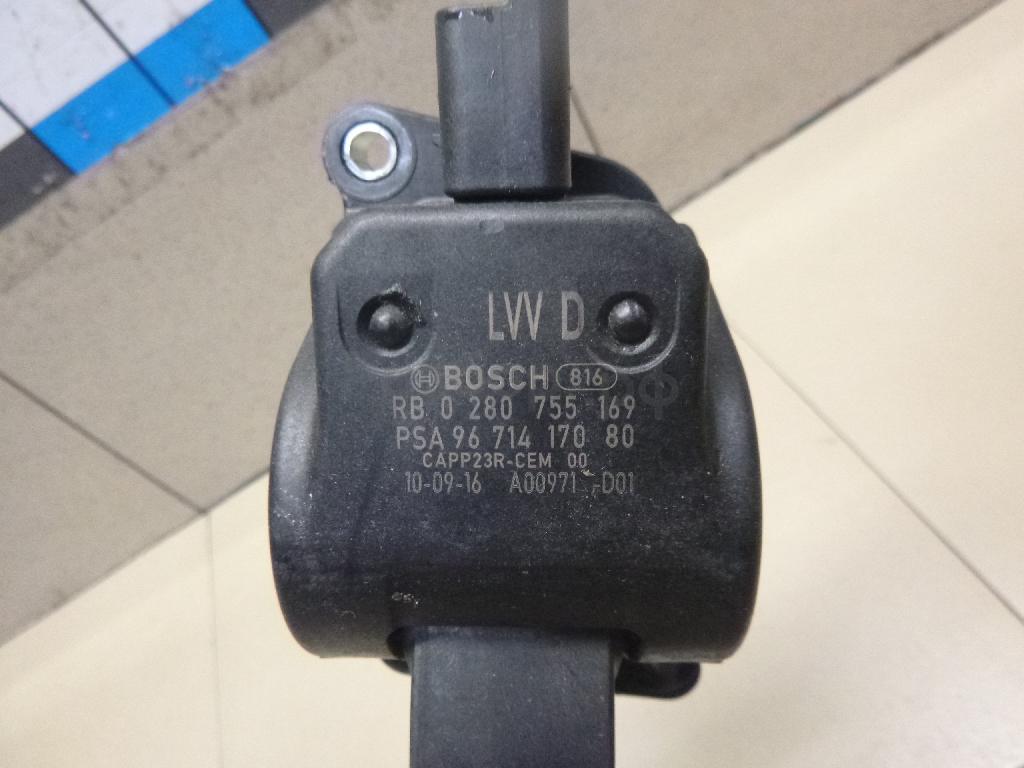 LW D
BOSCH 816
RB 0 280 755 169
PSA 96 714 170 80
CAPP23R-CEM 00
10-09-16 A00971 -D01